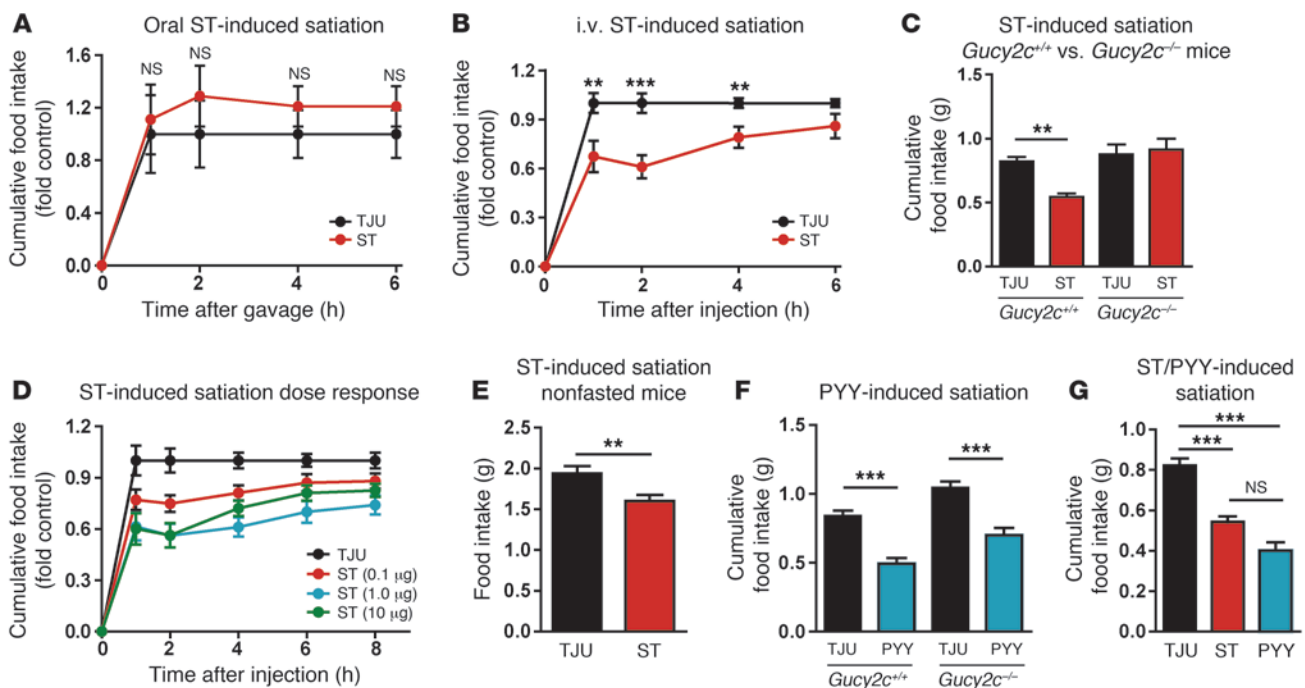 A
Oral ST-induced satiation
Cumulative food intake
(fold control)
1.6
1.2
0.8
0.4
0.0
NS
NS
NS
NS
TJU
ST
0
2
4
6
Time after gavage (h)
B
i.v. ST-induced satiation
Cumulative food intake
(fold control)
1.2
0.9
0.6
0.3
0.0
**
***
**
TJU
ST
0
2
4
6
Time after injection (h)
C
ST-induced satiation
Gucy2c+/+ vs. Gucy2c–/– mice
Cumulative
food intake (g)
1.5
1.0
0.5
0.0
**
TJU
ST
TJU
ST
Gucy2c+/+
Gucy2c–/–
D
ST-induced satiation dose response
Cumulative food intake
(fold control)
1.2
0.9
0.6
0.3
0.0
TJU
ST (0.1 µg)
ST (1.0 µg)
ST (10 µg)
0
2
4
6
8
Time after injection (h)
E
ST-induced satiation
nonfasted mice
Food intake (g)
2.5
2.0
1.5
1.0
0.5
0.0
**
TJU
ST
F
PYY-induced satiation
Cumulative
food intake (g)
1.5
1.0
0.5
0.0
***
***
TJU
PYY
TJU
PYY
Gucy2c+/+
Gucy2c–/–
G
ST/PYY-induced
satiation
Cumulative
food intake (g)
1.0
0.8
0.6
0.4
0.2
0.0
***
***
NS
TJU
ST
PYY